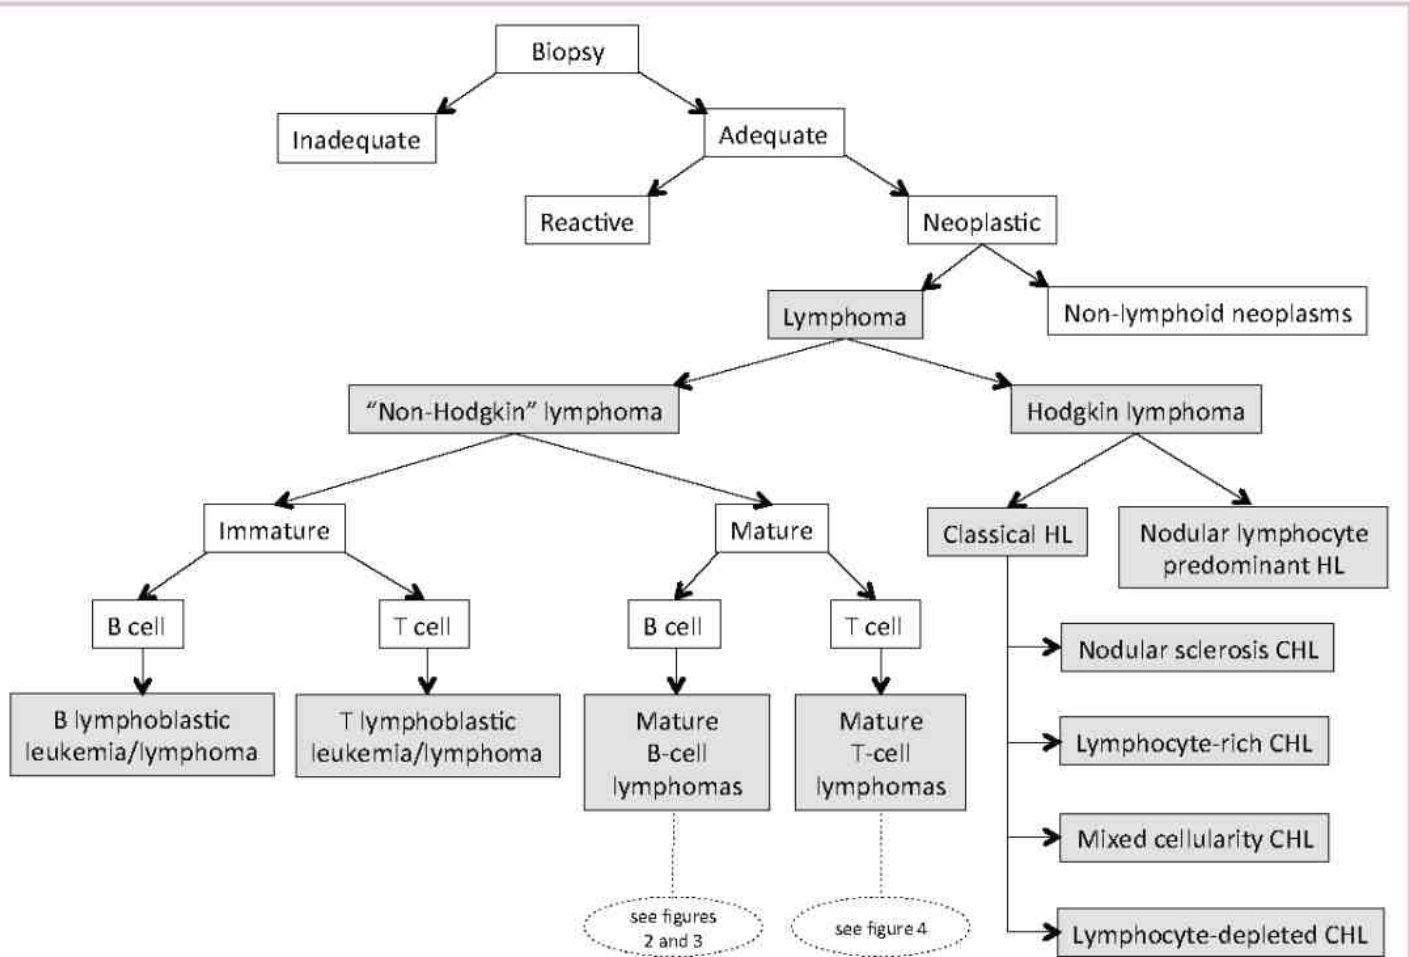 Biopsy
Inadequate
Adequate
Reactive
Neoplastic
Lymphoma
Non-lymphoid neoplasms
“Non-Hodgkin” lymphoma
Hodgkin lymphoma
Immature
Mature
Classical HL
Nodular lymphocyte
predominant HL
B cell
T cell
B cell
T cell
Nodular sclerosis CHL
B lymphoblastic
leukemia/lymphoma
T lymphoblastic
leukemia/lymphoma
Mature
B-cell
lymphomas
Mature
T-cell
lymphomas
Lymphocyte-rich CHL
Mixed cellularity CHL
see figures
2 and 3
see figure 4
Lymphocyte-depleted CHL